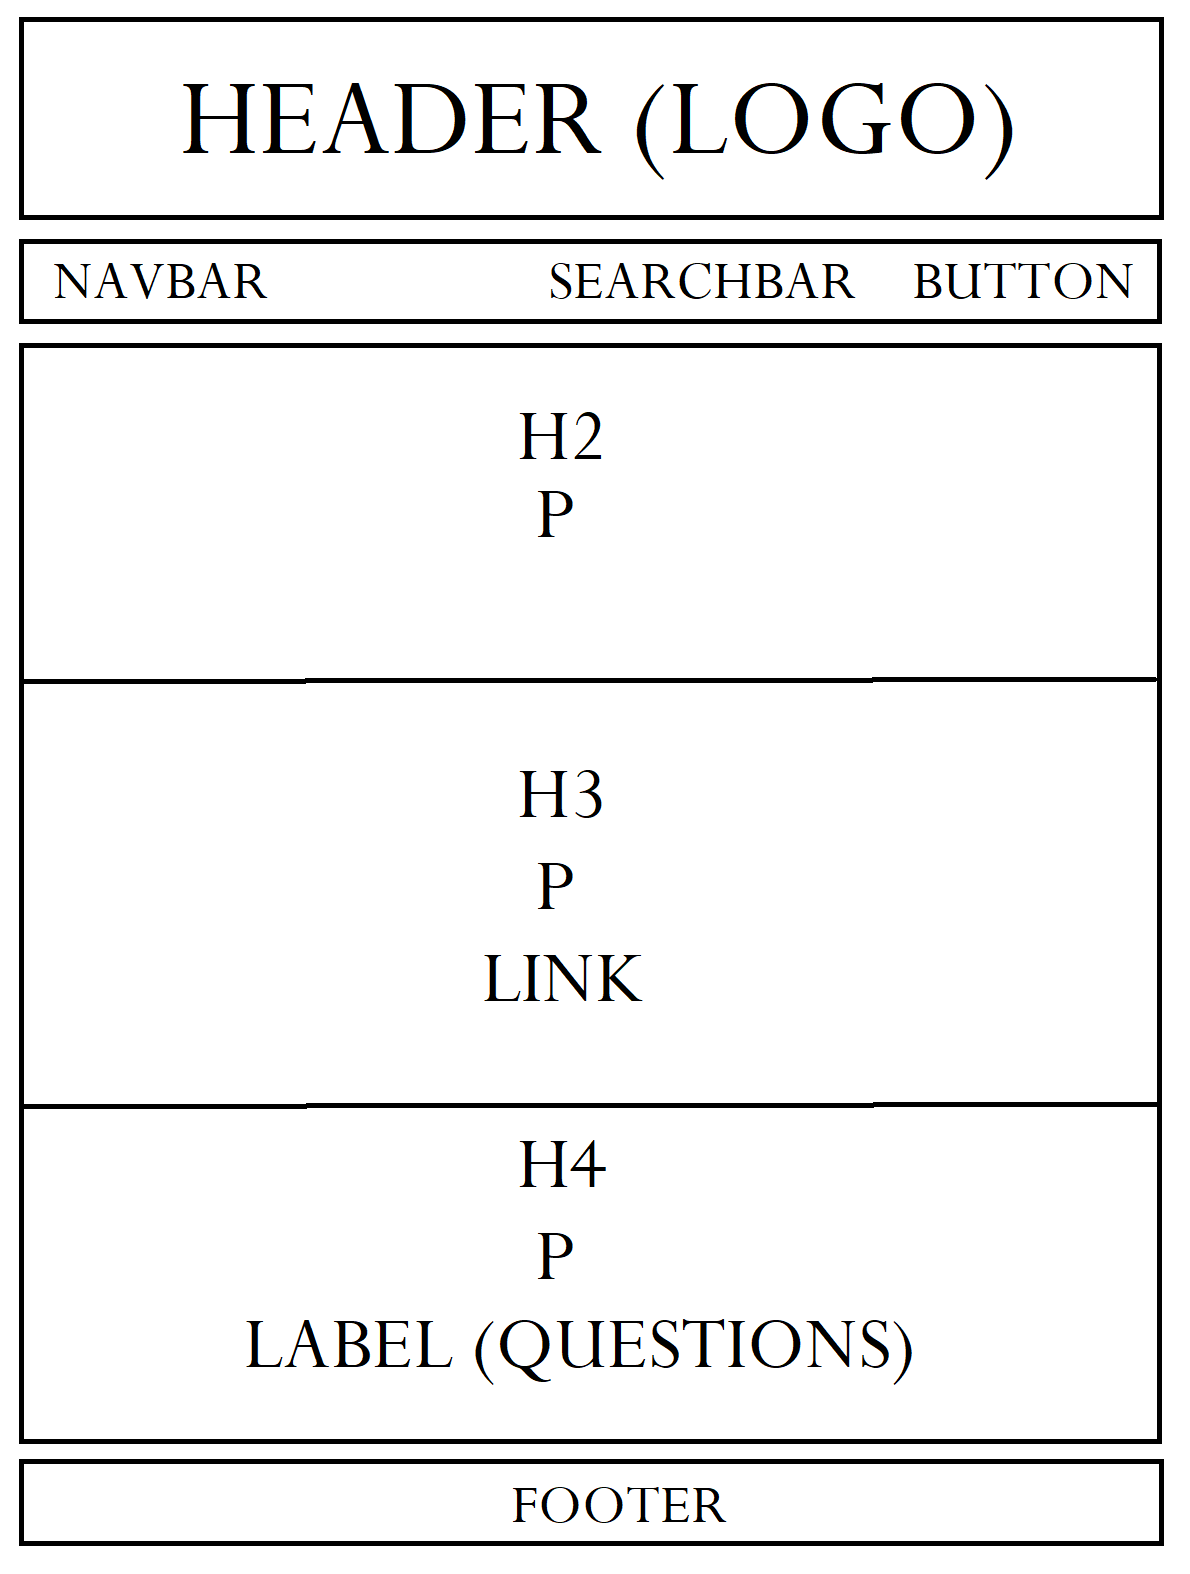 HEADER (LOGO)
NAVBAR SEARCHBAR BUTTON
H2
P
H3
P
LINK
H4
P
LABEL (QUESTIONS)
FOOTER